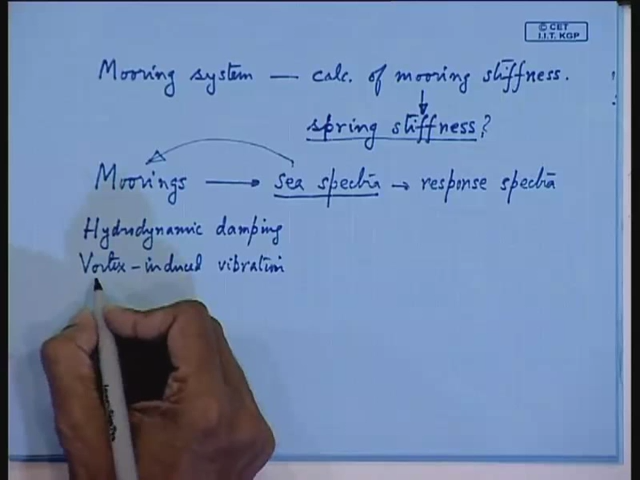 © CET
I.I.T. KGP
Mooring system — calc. of mooring stiffness.
spring stiffness?
Moorings → sea spectra → response spectra
Hydrodynamic damping
Vortex-induced vibration